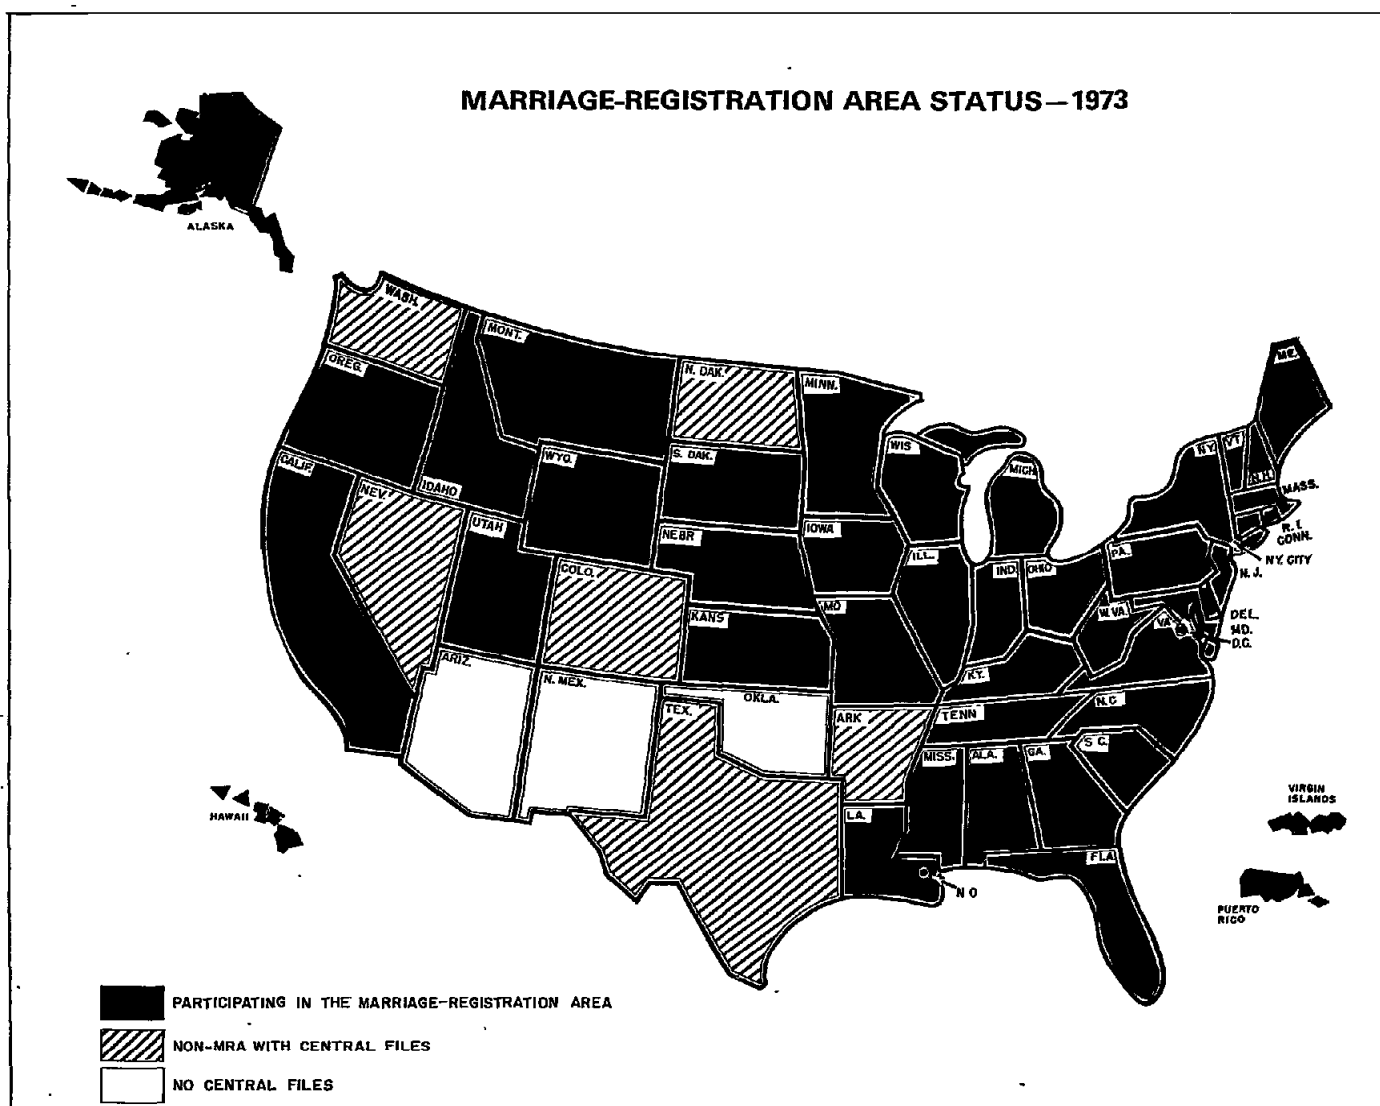 MARRIAGE-REGISTRATION AREA STATUS—1973
ALASKA
WASH.
MONT.
OREG.
N. DAK.
MINN.
ME.
WIS
N.Y.
VT.
MICH
WYO.
S. DAK.
CALIF.
IDAHO
N.H.
MASS.
NEV.
UTAH
NEBR
IOWA
ILL.
IND.
OHIO
PA.
R. I.
CONN.
N.Y. CITY
N. J.
COLO.
KANS
MO
W. VA.
VA
DEL.
MD.
D.C.
ARIZ.
N. MEX.
OKLA.
KY.
TEX.
ARK
TENN
N.C.
MISS.
ALA.
GA.
S C.
HAWAII
LA.
FLA
N O
VIRGIN
ISLANDS
PUERTO
RICO
PARTICIPATING IN THE MARRIAGE-REGISTRATION AREA
NON-MRA WITH CENTRAL FILES
NO CENTRAL FILES